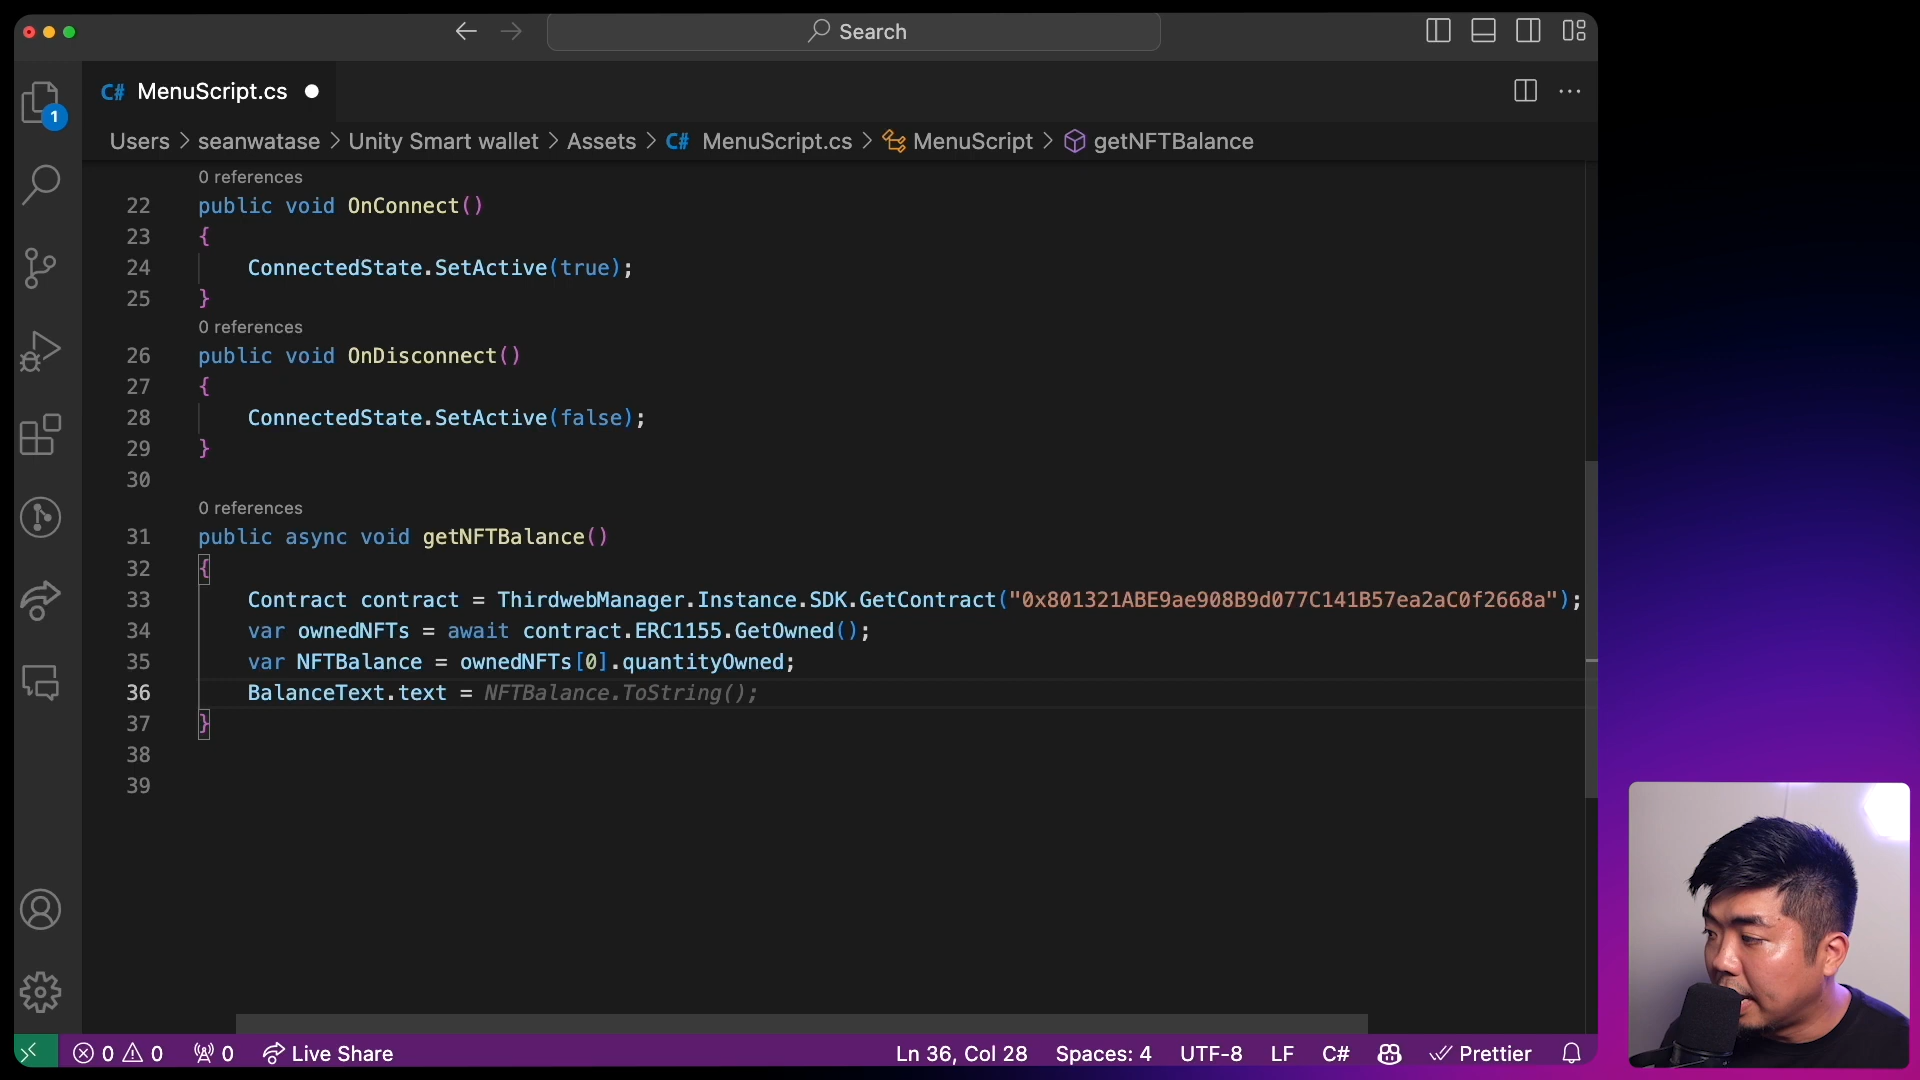 Search
C# MenuScript.cs
1
Users > seanwatase > Unity Smart wallet > Assets > C# MenuScript.cs > MenuScript > getNFTBalance
0 references
22 public void OnConnect()
23 {
24 ConnectedState.SetActive(true);
25 }
0 references
26 public void OnDisconnect()
27 {
28 ConnectedState.SetActive(false);
29 }
30
0 references
31 public async void getNFTBalance()
32 {
33 Contract contract = ThirdwebManager.Instance.SDK.GetContract("0x801321ABE9ae908B9d077C141B57ea2aC0f2668a");
34 var ownedNFTs = await contract.ERC1155.GetOwned();
35 var NFTBalance = ownedNFTs[0].quantityOwned;
36 BalanceText.text = NFTBalance.ToString();
37 }
38
39
0 0 0 Live Share Ln 36, Col 28 Spaces: 4 UTF-8 LF C# Prettier